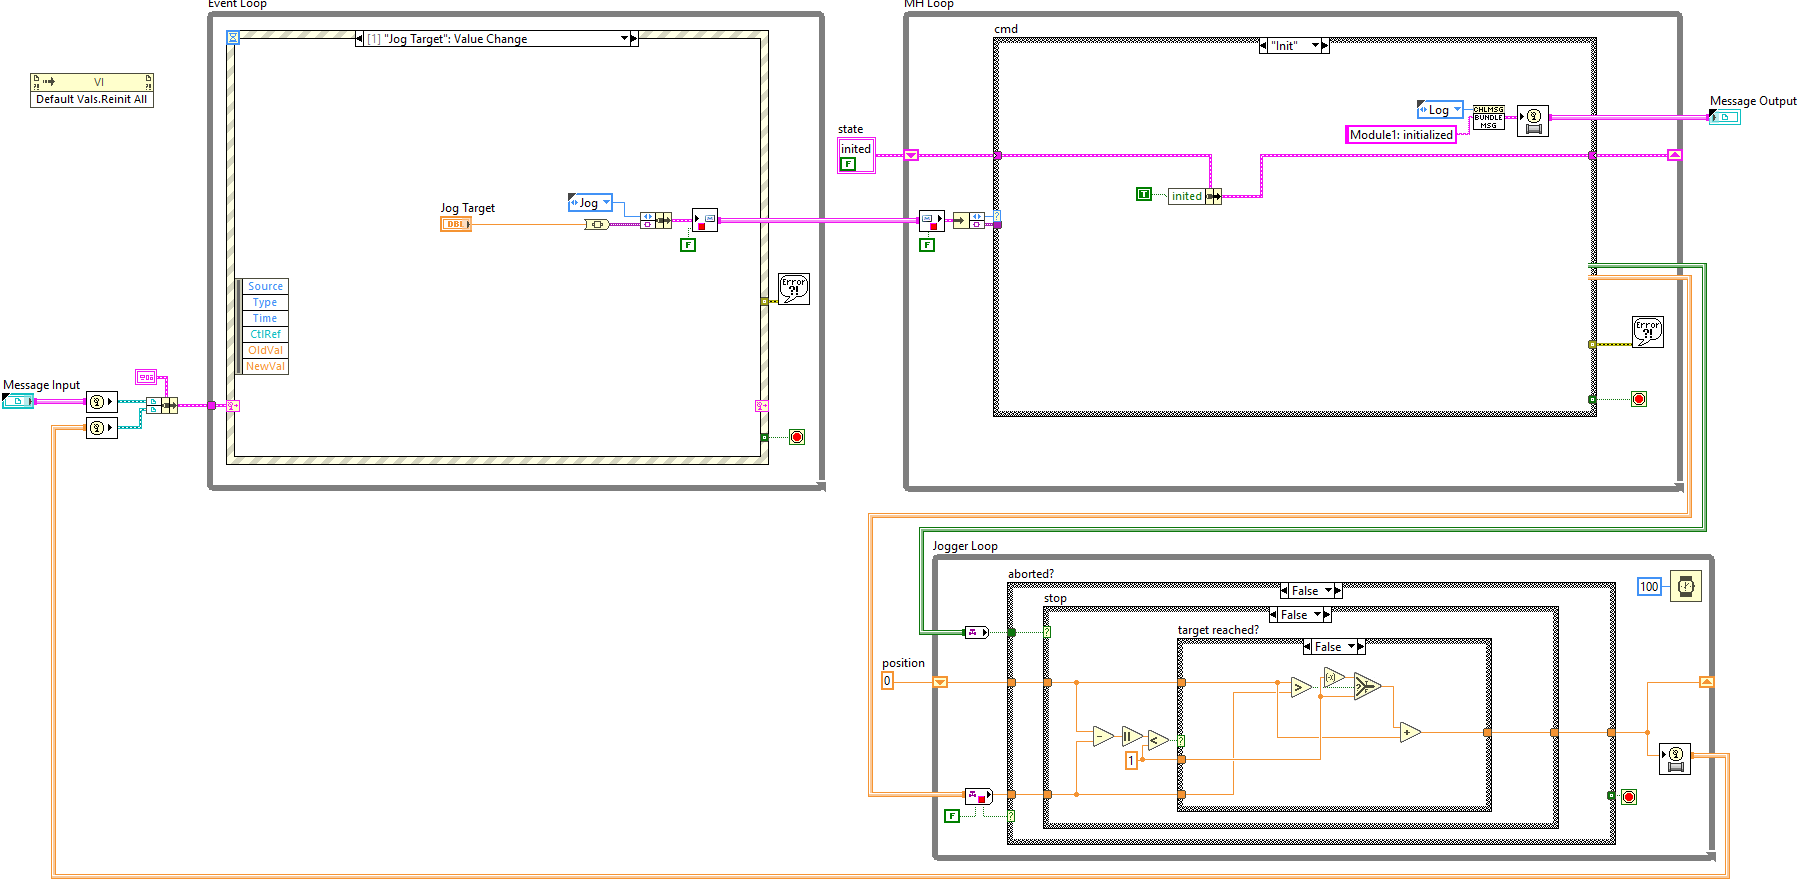 Event Loop
[1] "Jog Target": Value Change
VI
Default Vals.Reinit All
Jog Target
DBL
Jog
F
Source
Type
Time
CtlRef
OldVal
NewVal
Error
?!
Message Input
MH Loop
cmd
"Init"
state
inited
F
F
T
inited
Log
Module1: initialized
CHLMSG
BUNDLE
MSG
Message Output
Error
?!
Jogger Loop
aborted?
False
stop
False
target reached?
False
100
position
0
1
F